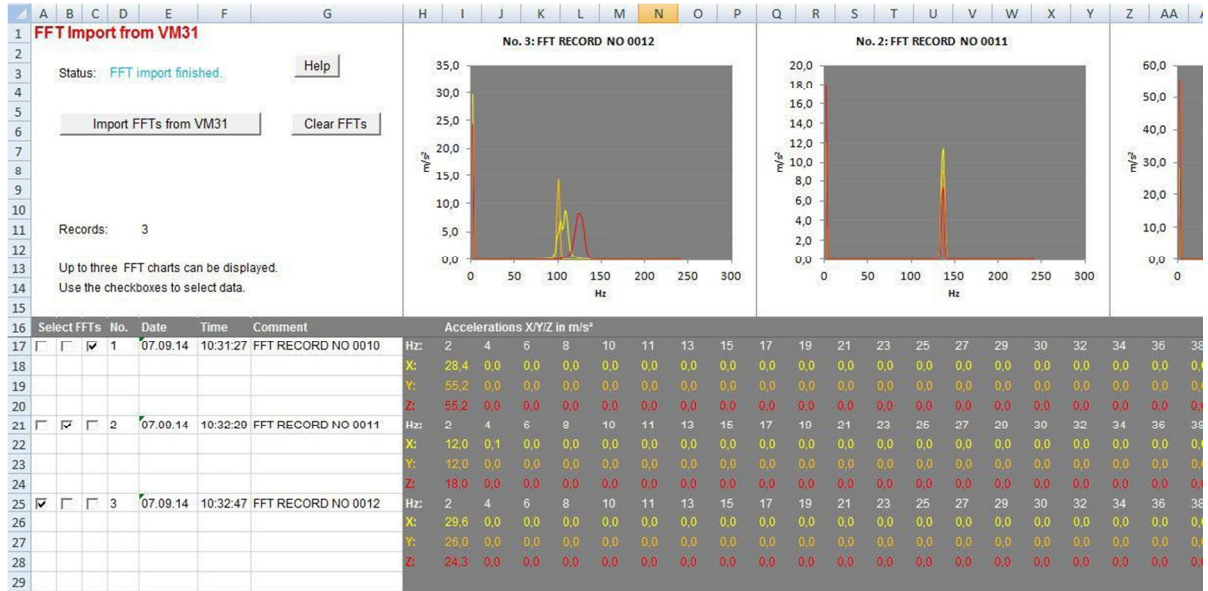 A B C D E F G H I J K L M N O P Q R S T U V W X Y Z AA
1 FFT Import from VM31
2
3 Status: FFT import finished. Help
4
5
6 Import FFTs from VM31 Clear FFTs
7
8
9
10
11 Records: 3
12
13 Up to three FFT charts can be displayed.
14 Use the checkboxes to select data.
15
No. 3: FFT RECORD NO 0012
35,0
30,0
25,0
20,0
15,0
10,0
5,0
0,0
m/s²
0 50 100 150 200 250 300
Hz
No. 2: FFT RECORD NO 0011
20,0
18,0
16,0
14,0
12,0
10,0
8,0
6,0
4,0
2,0
0,0
m/s²
0 50 100 150 200 250 300
Hz
60,0
50,0
40,0
30,0
20,0
10,0
0,0
m/s²
0
16 Select FFTs No. Date Time Comment Accelerations X/Y/Z in m/s²
17 1 07.09.14 10:31:27 FFT RECORD NO 0010 Hz: 2 4 6 8 10 11 13 15 17 19 21 23 25 27 29 30 32 34 36 38
18 X: 28,4 0,0 0,0 0,0 0,0 0,0 0,0 0,0 0,0 0,0 0,0 0,0 0,0 0,0 0,0 0,0 0,0 0,0 0,0
19 Y: 55,2 0,0 0,0 0,0 0,0 0,0 0,0 0,0 0,0 0,0 0,0 0,0 0,0 0,0 0,0 0,0 0,0 0,0 0,0
20 Z: 55,2 0,0 0,0 0,0 0,0 0,0 0,0 0,0 0,0 0,0 0,0 0,0 0,0 0,0 0,0 0,0 0,0 0,0 0,0
21 2 07.09.14 10:32:29 FFT RECORD NO 0011 Hz: 2 4 6 8 10 11 13 15 17 19 21 23 25 27 29 30 32 34 36 38
22 X: 12,0 0,1 0,0 0,0 0,0 0,0 0,0 0,0 0,0 0,0 0,0 0,0 0,0 0,0 0,0 0,0 0,0 0,0 0,0
23 Y: 12,0 0,0 0,0 0,0 0,0 0,0 0,0 0,0 0,0 0,0 0,0 0,0 0,0 0,0 0,0 0,0 0,0 0,0 0,0
24 Z: 18,0 0,0 0,0 0,0 0,0 0,0 0,0 0,0 0,0 0,0 0,0 0,0 0,0 0,0 0,0 0,0 0,0 0,0 0,0
25 3 07.09.14 10:32:47 FFT RECORD NO 0012 Hz: 2 4 6 8 10 11 13 15 17 19 21 23 25 27 29 30 32 34 36 38
26 X: 29,6 0,0 0,0 0,0 0,0 0,0 0,0 0,0 0,0 0,0 0,0 0,0 0,0 0,0 0,0 0,0 0,0 0,0 0,0
27 Y: 26,0 0,0 0,0 0,0 0,0 0,0 0,0 0,0 0,0 0,0 0,0 0,0 0,0 0,0 0,0 0,0 0,0 0,0 0,0
28 Z: 24,3 0,0 0,0 0,0 0,0 0,0 0,0 0,0 0,0 0,0 0,0 0,0 0,0 0,0 0,0 0,0 0,0 0,0 0,0
29